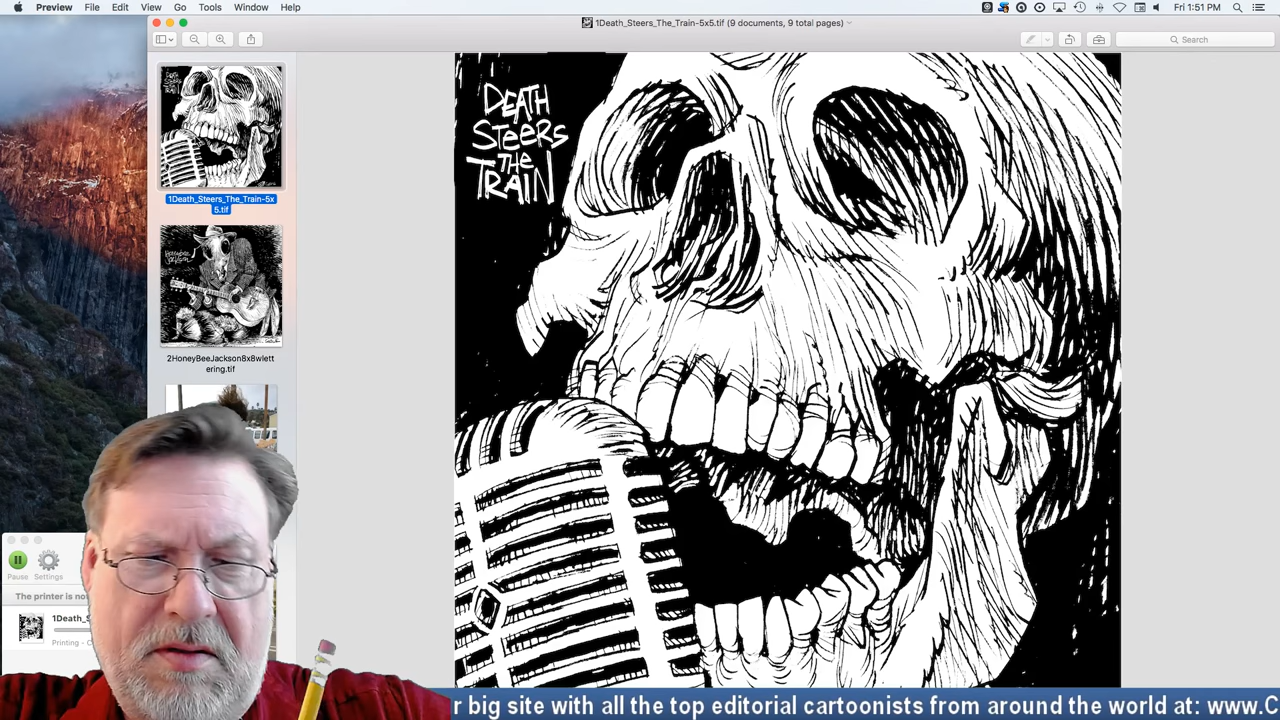 Preview File Edit View Go Tools Window Help
Fri 1:51 PM
1Death_Steers_The_Train-5x5.tif (9 documents, 9 total pages)
Search
DEATH
STEERS
THE
TRAIN
1Death_Steers_The_Train-5x
5.tif
2HoneyBeeJackson8x8wlett
ering.tif
Pause Settings
The printer is no
1Death_S
Printing - C
r big site with all the top editorial cartoonists from around the world at: www.C